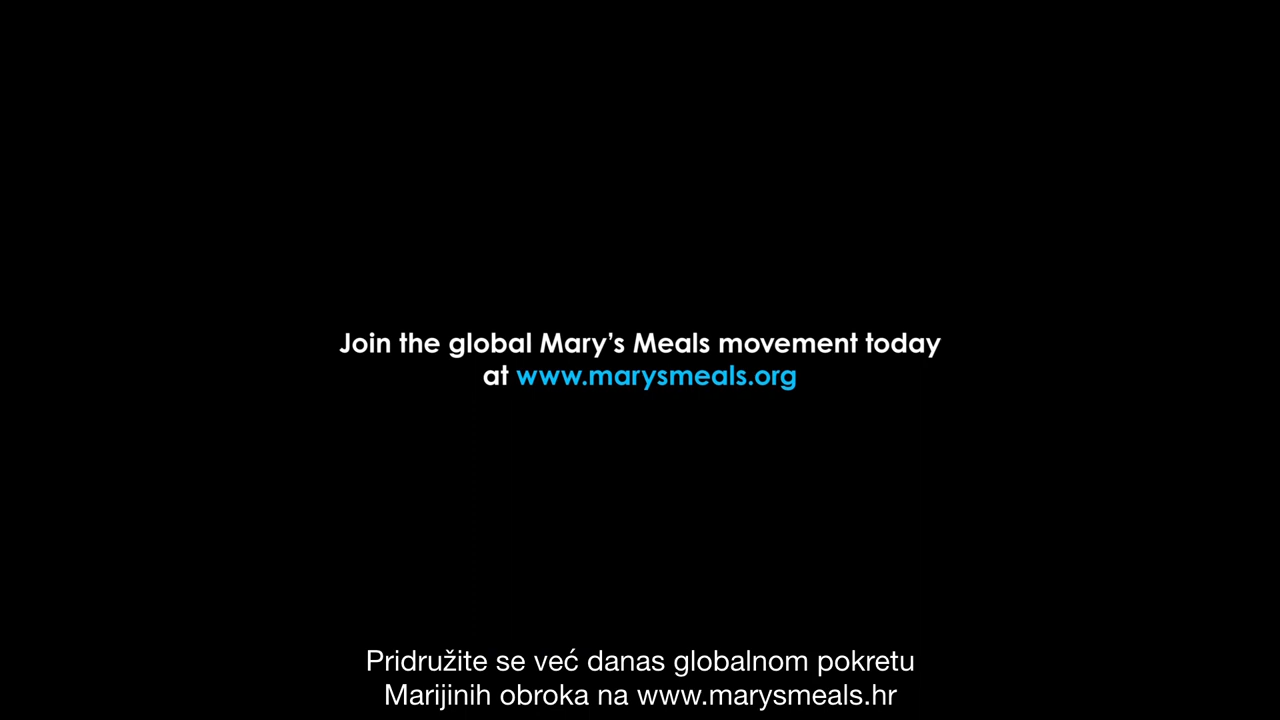 Join the global Mary’s Meals movement today
at www.marysmeals.org
Pridružite se već danas globalnom pokretu
Marijinih obroka na www.marysmeals.hr